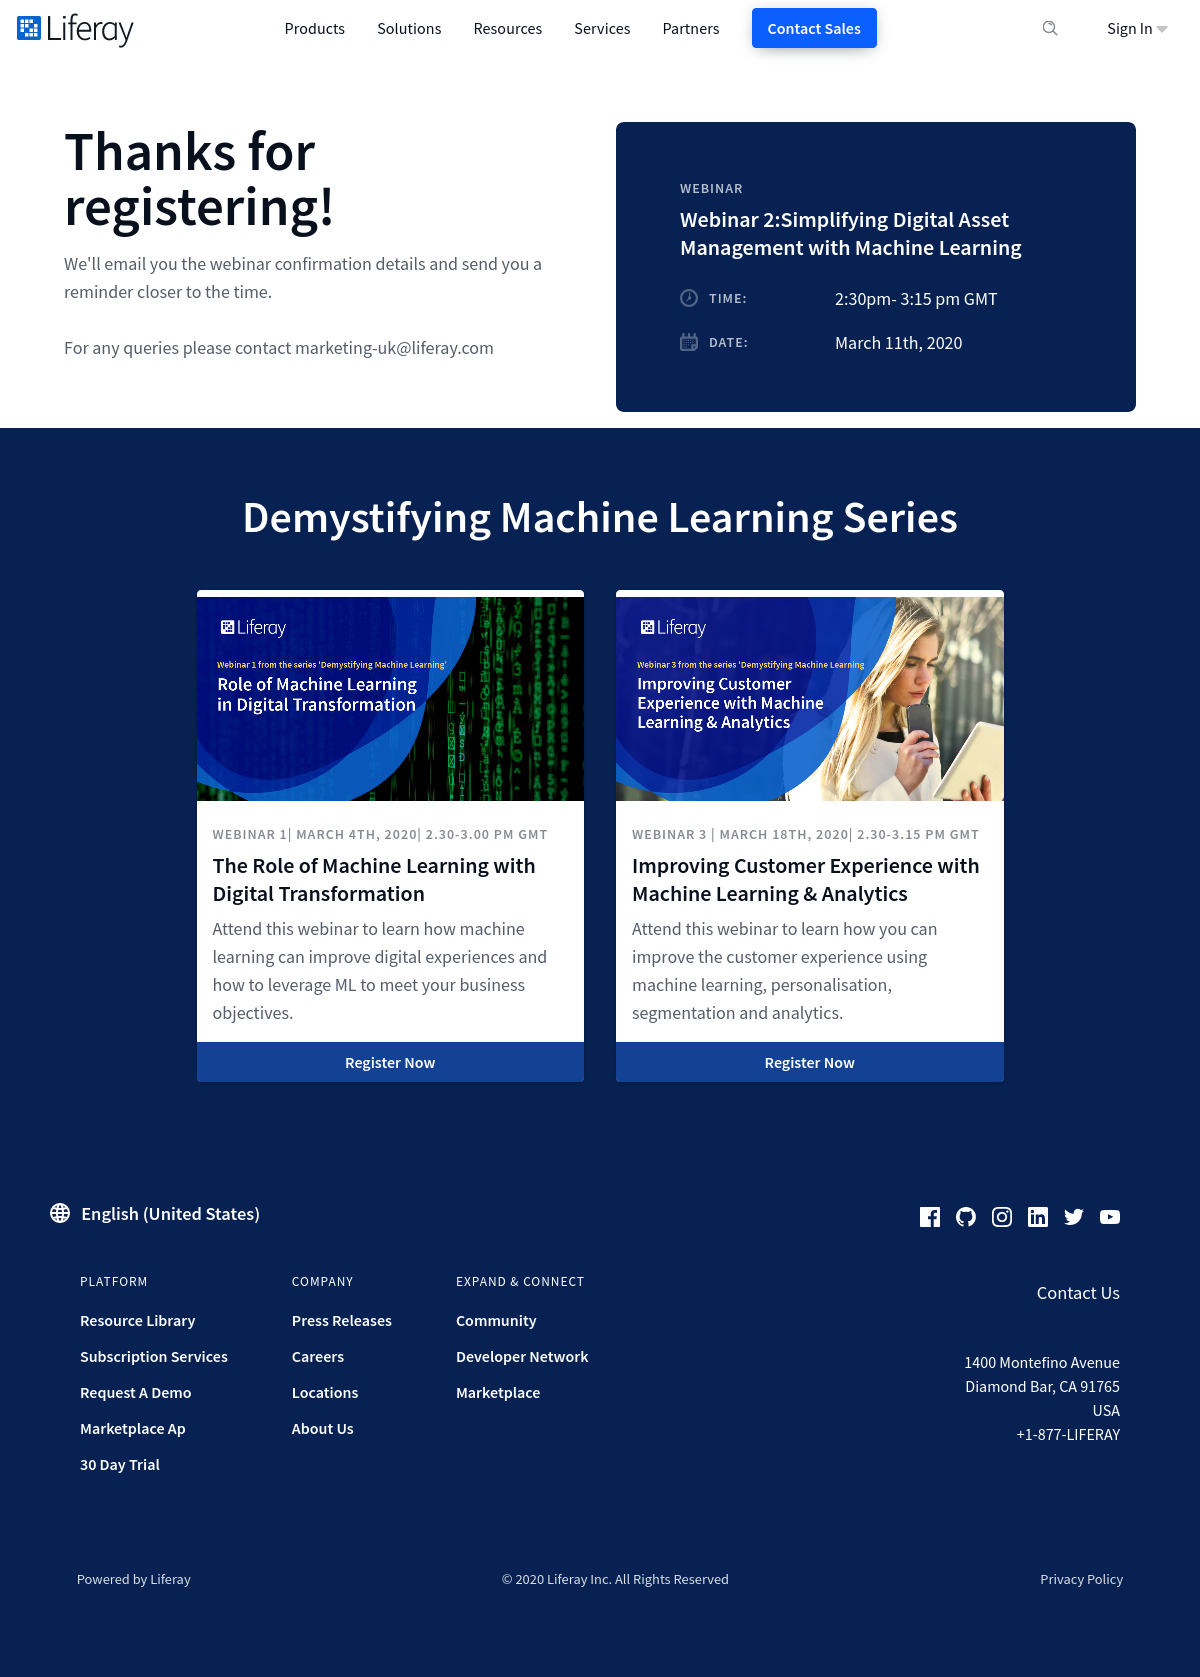 Liferay
Products Solutions Resources Services Partners Contact Sales Sign In
Thanks for
registering!
We'll email you the webinar confirmation details and send you a
reminder closer to the time.
For any queries please contact marketing-uk@liferay.com
WEBINAR
Webinar 2:Simplifying Digital Asset
Management with Machine Learning
TIME: 2:30pm- 3:15 pm GMT
DATE: March 11th, 2020
Demystifying Machine Learning Series
Liferay
Webinar 1 from the series 'Demystifying Machine Learning'
Role of Machine Learning
in Digital Transformation
WEBINAR 1| MARCH 4TH, 2020| 2.30-3.00 PM GMT
The Role of Machine Learning with
Digital Transformation
Attend this webinar to learn how machine
learning can improve digital experiences and
how to leverage ML to meet your business
objectives.
Register Now
Liferay
Webinar 3 from the series 'Demystifying Machine Learning
Improving Customer
Experience with Machine
Learning & Analytics
WEBINAR 3 | MARCH 18TH, 2020| 2.30-3.15 PM GMT
Improving Customer Experience with
Machine Learning & Analytics
Attend this webinar to learn how you can
improve the customer experience using
machine learning, personalisation,
segmentation and analytics.
Register Now
English (United States)
PLATFORM
Resource Library
Subscription Services
Request A Demo
Marketplace Ap
30 Day Trial
COMPANY
Press Releases
Careers
Locations
About Us
EXPAND & CONNECT
Community
Developer Network
Marketplace
Contact Us
1400 Montefino Avenue
Diamond Bar, CA 91765
USA
+1-877-LIFERAY
Powered by Liferay
© 2020 Liferay Inc. All Rights Reserved
Privacy Policy